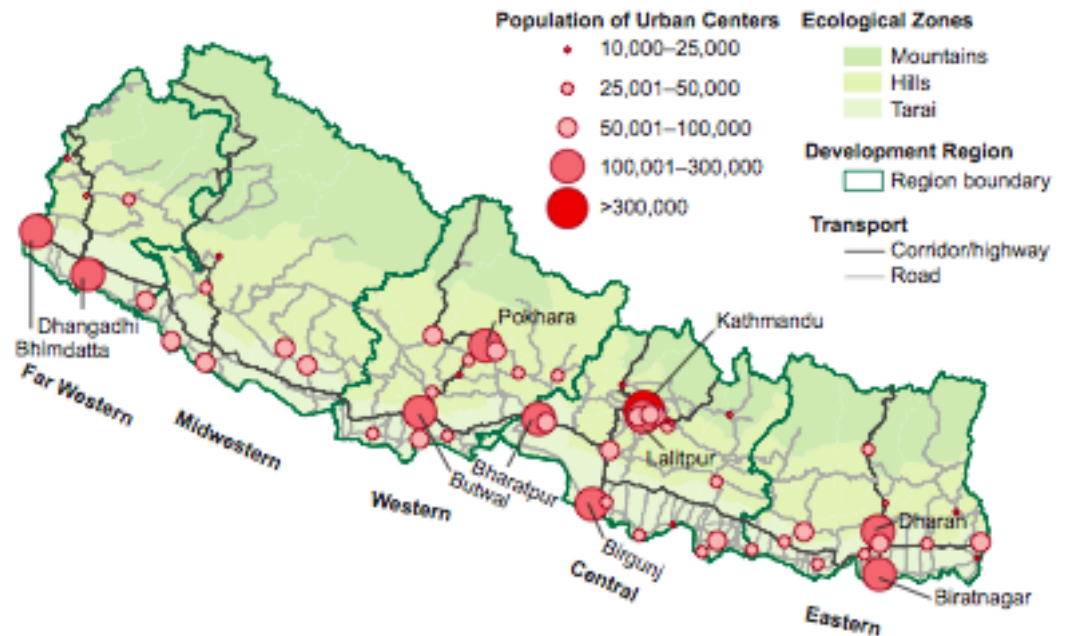 Population of Urban Centers
10,000–25,000
25,001–50,000
50,001–100,000
100,001–300,000
>300,000
Ecological Zones
Mountains
Hills
Tarai
Development Region
Region boundary
Transport
Corridor/highway
Road
Dhangadhi
Bhimdatta
Far Western
Midwestern
Pokhara
Kathmandu
Lalitpur
Bharatpur
Butwal
Western
Birgunj
Central
Dharan
Biratnagar
Eastern